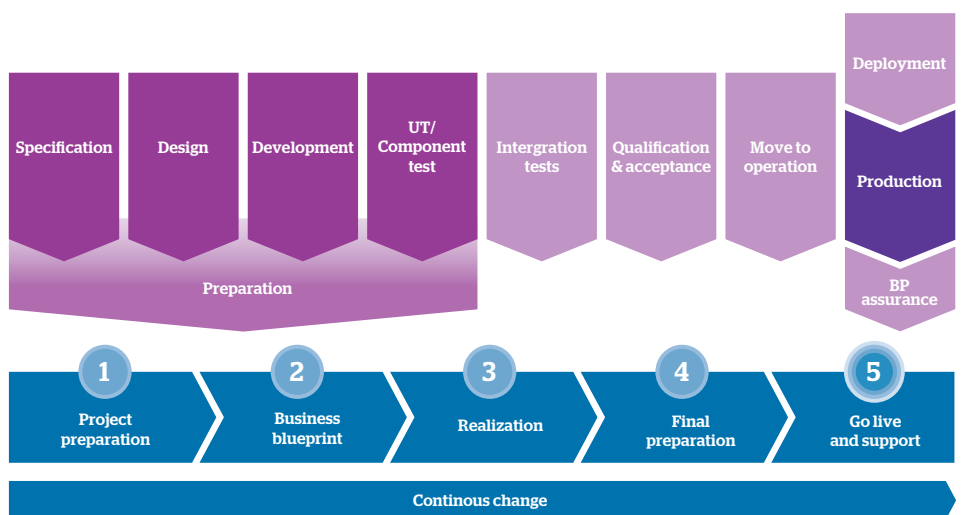 Deployment
Specification
Design
Development
UT/
Component
test
Intergration
tests
Qualification
& acceptance
Move to
operation
Production
Preparation
BP
assurance
1
Project
preparation
2
Business
blueprint
3
Realization
4
Final
preparation
5
Go live
and support
Continous change